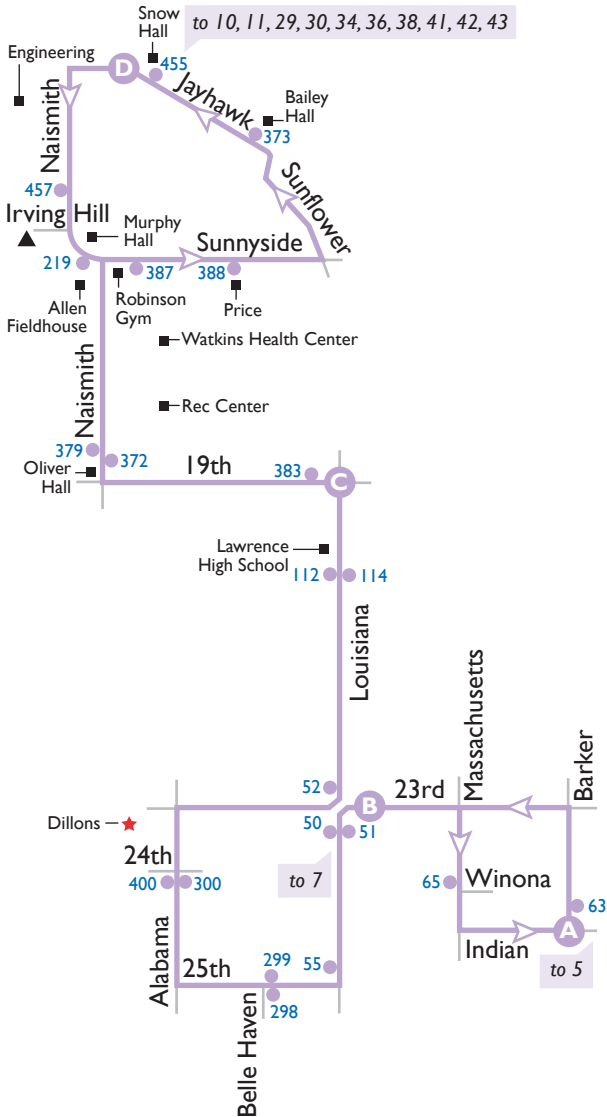 Snow
Hall
to 10, 11, 29, 30, 34, 36, 38, 41, 42, 43
Engineering
D
455
Jayhawk
Bailey
Hall
373
Naismith
Sunflower
457
Irving Hill
Murphy
Hall
Sunnyside
219
387
388
Allen
Fieldhouse
Robinson
Gym
Price
Watkins Health Center
Naismith
Rec Center
379
372
19th
383
C
Oliver
Hall
Lawrence
High School
112
114
Louisiana
Massachusetts
Barker
52
B
23rd
Dillons
50
51
24th
to 7
400
300
65
Winona
63
A
Indian
to 5
Alabama
25th
299
55
298
Belle Haven